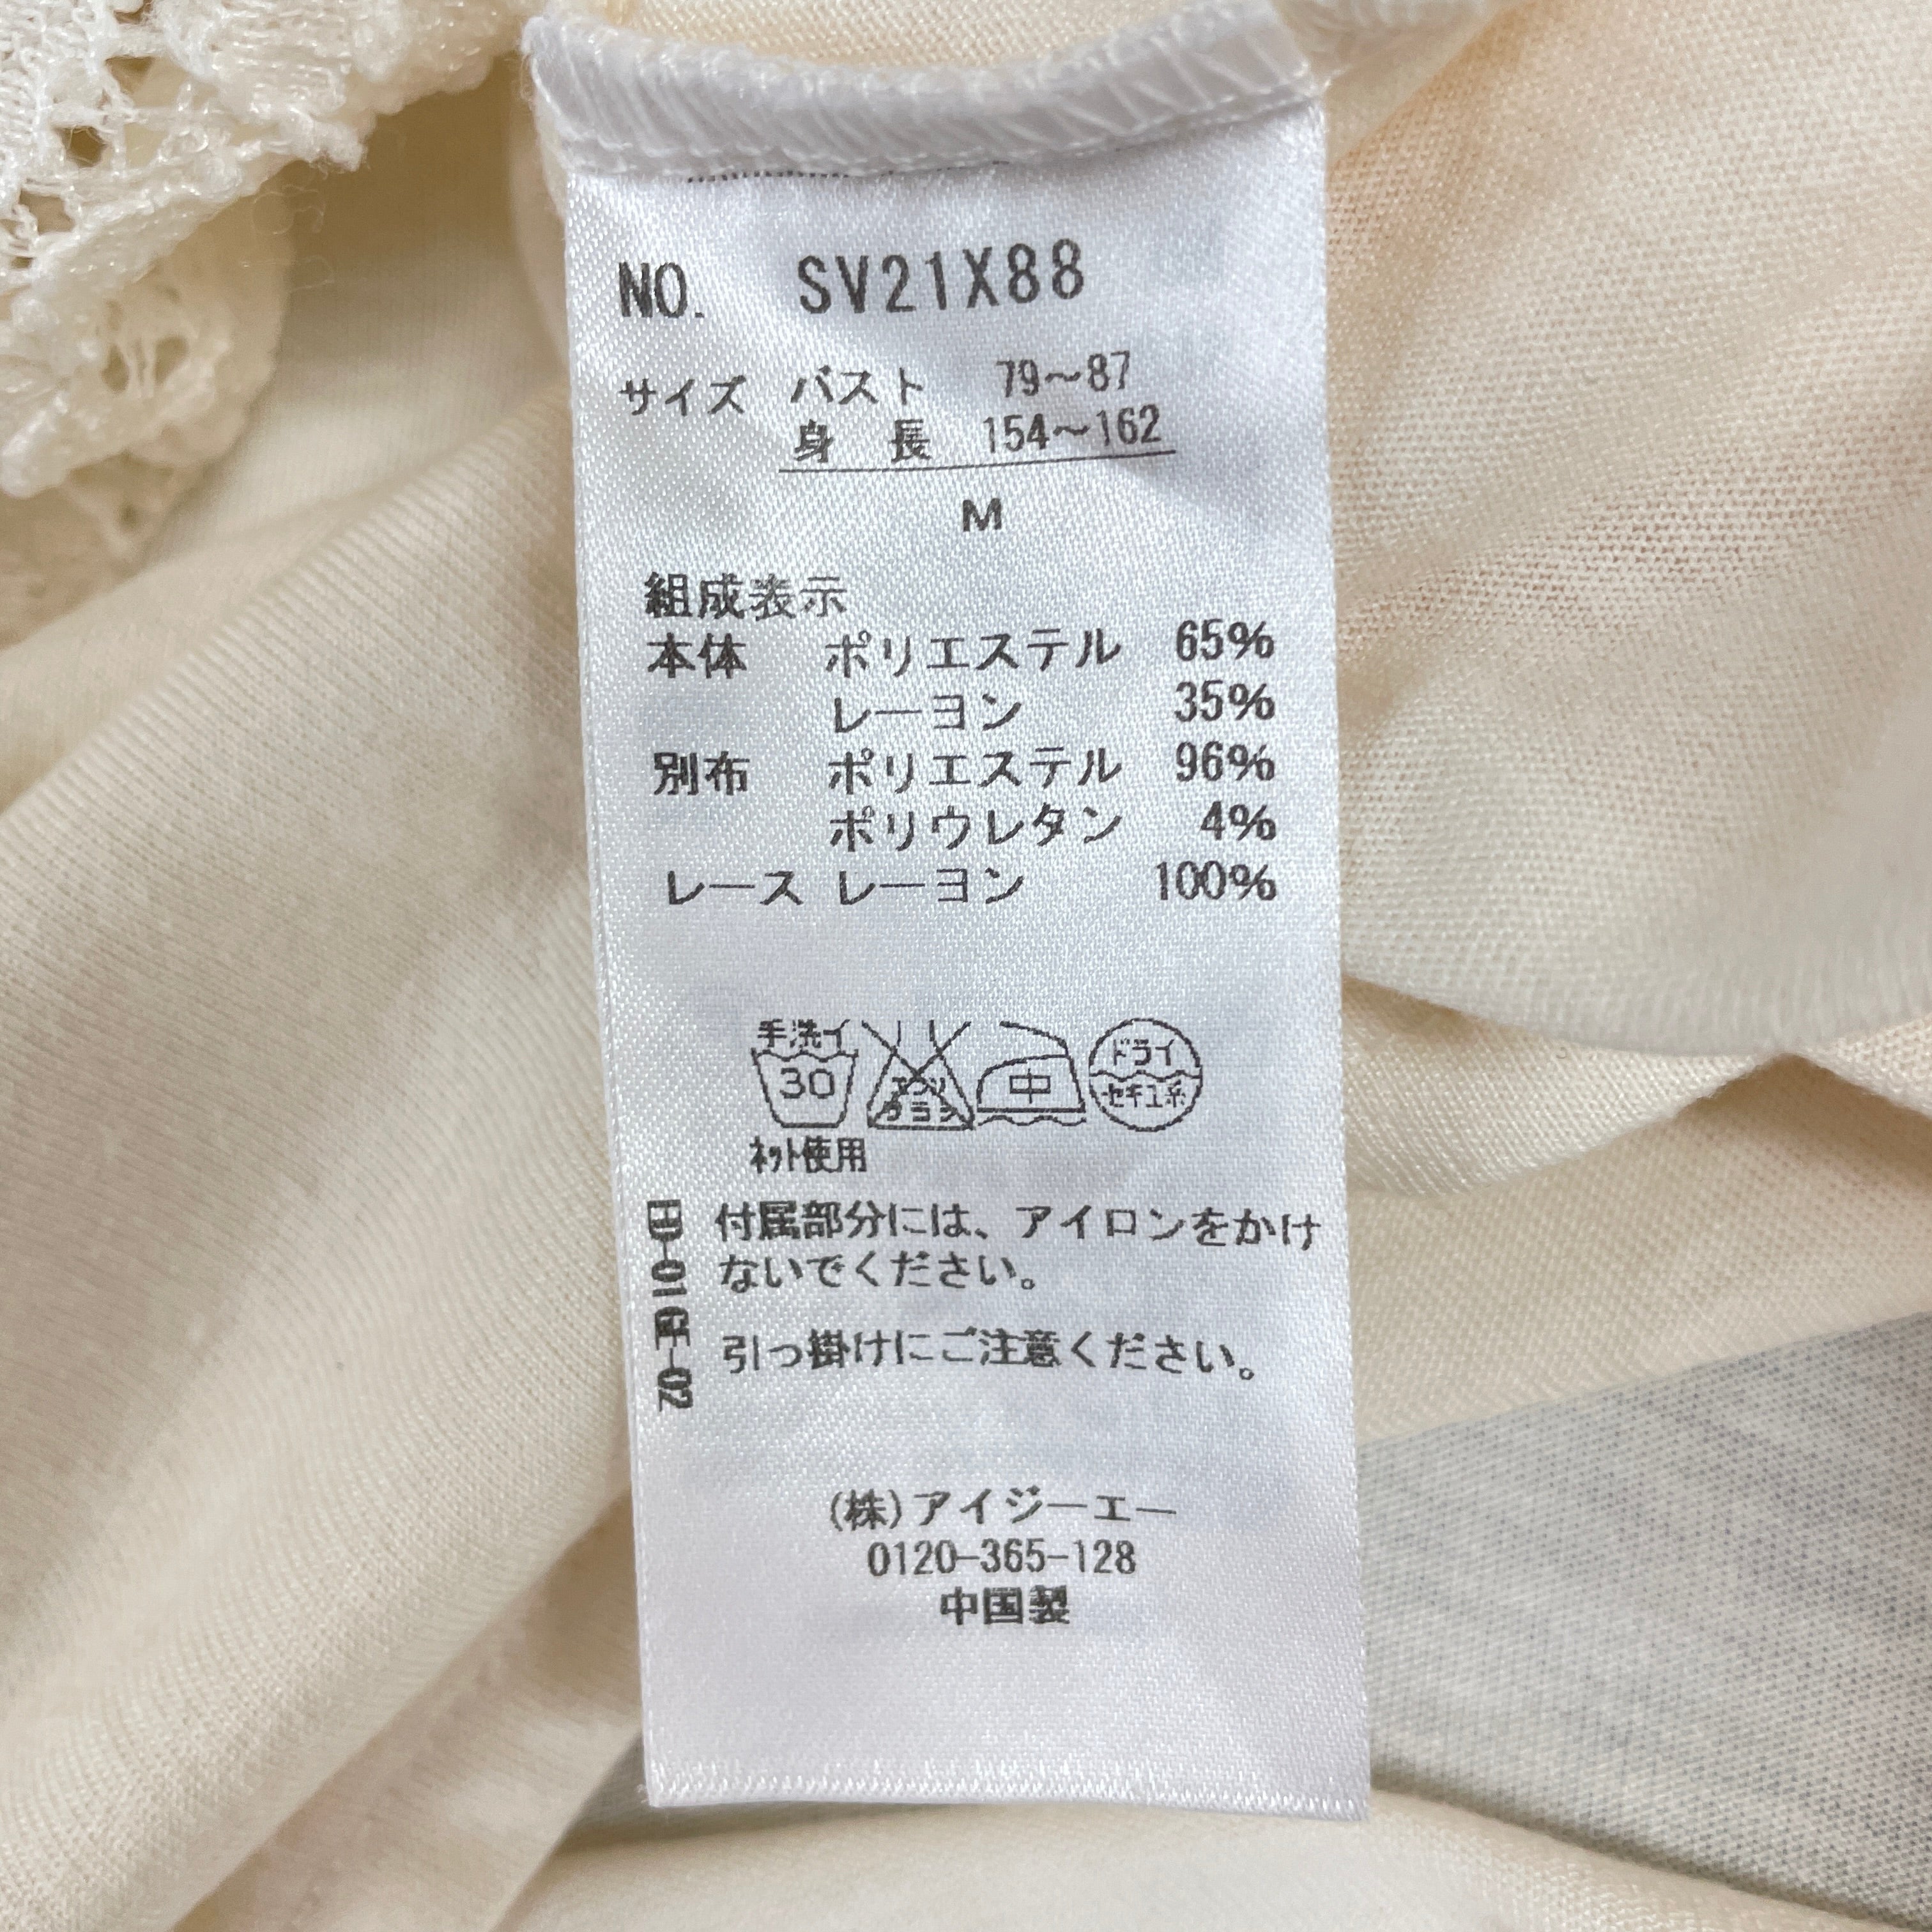 NO. SV21X88
サイズ バスト 79〜87
身 長 154〜162
M
組成表示
本体 ポリエステル 65%
レーヨン 35%
別布 ポリエステル 96%
ポリウレタン 4%
レース レーヨン 100%
手洗イ
30
エンソ
サラシ
中
ドライ
セキユ系
ネット使用
付属部分には、アイロンをかけ
ないでください。
引っ掛けにご注意ください。
(株)アイジーエー
0120-365-128
中国製